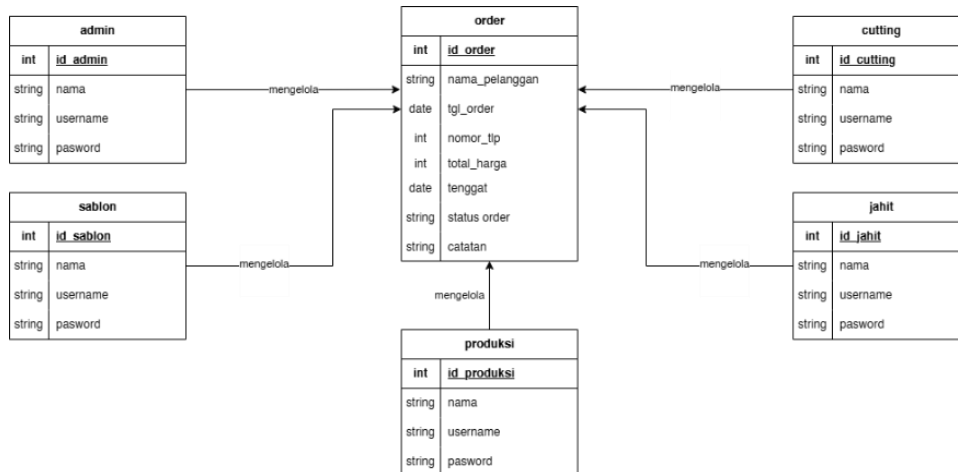 admin
int id_admin
string nama
string username
string pasword
mengelola
sablon
int id_sablon
string nama
string username
string pasword
mengelola
order
int id_order
string nama_pelanggan
date tgl_order
int nomor_tlp
int total_harga
date tenggat
string status order
string catatan
mengelola
produksi
int id_produksi
string nama
string username
string pasword
cutting
int id_cutting
string nama
string username
string pasword
mengelola
jahit
int id_jahit
string nama
string username
string pasword
mengelola